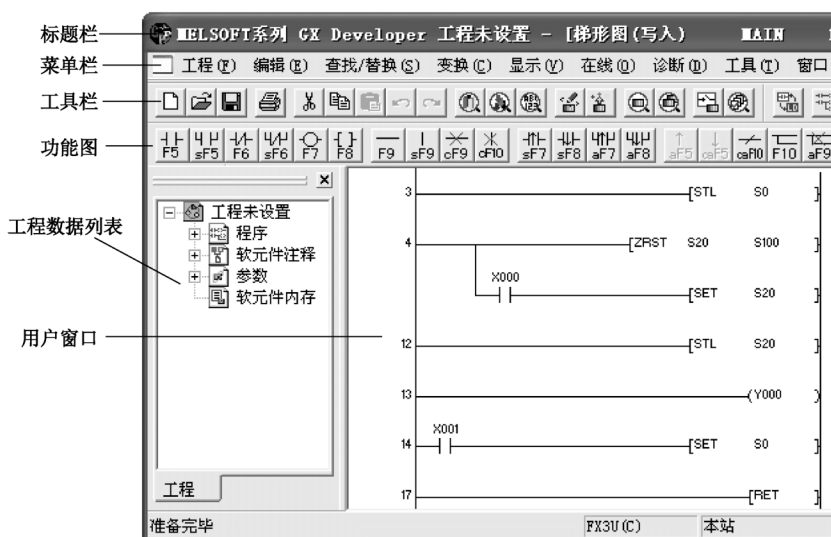 标题栏
MELSOFT系列 GX Developer 工程未设置 - [梯形图(写入) MAIN
菜单栏
工程(F) 编辑(E) 查找/替换(S) 变换(C) 显示(V) 在线(O) 诊断(D) 工具(T) 窗口
工具栏
功能图
F5 sF5 F6 sF6 F7 F8 F9 sF9 cF9 cF10 sF7 sF8 aF7 aF8 aF5 caF5 caF10 F10 aF9
工程数据列表
工程未设置
程序
软元件注释
参数
软元件内存
工程
用户窗口
3 [STL S0 ]
4 [ZRST S20 S100 ]
X000
[SET S20 ]
12 [STL S20 ]
13 (Y000 )
X001
14 [SET S0 ]
17 [RET ]
准备完毕 FX3U(C) 本站